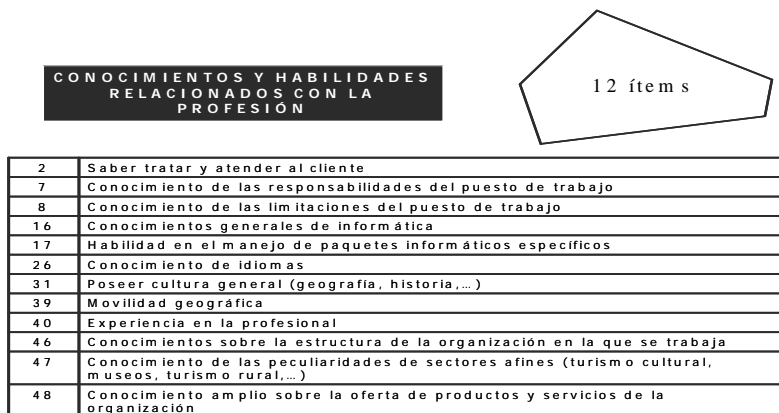 CONOCIMIENTOS Y HABILIDADES
RELACIONADOS CON LA
PROFESIÓN
12 ítems
2 Saber tratar y atender al cliente
7 Conocimiento de las responsabilidades del puesto de trabajo
8 Conocimiento de las limitaciones del puesto de trabajo
16 Conocimientos generales de informática
17 Habilidad en el manejo de paquetes informáticos específicos
26 Conocimiento de idiomas
31 Poseer cultura general (geografía, historia,…)
39 Movilidad geográfica
40 Experiencia en la profesional
46 Conocimientos sobre la estructura de la organización en la que se trabaja
47 Conocimiento de las peculiaridades de sectores afines (turismo cultural,
museos, turismo rural,…)
48 Conocimiento amplio sobre la oferta de productos y servicios de la
organización